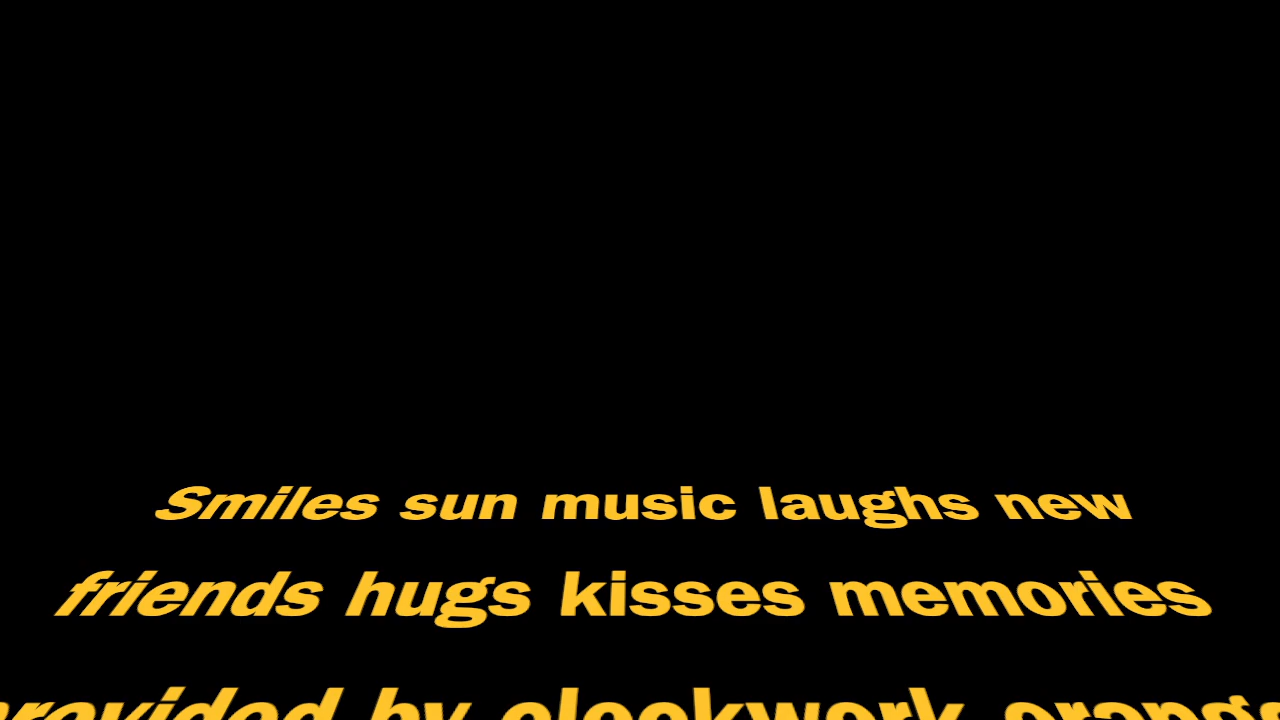 Smiles sun music laughs new
friends hugs kisses memories
provided by clockwork orange